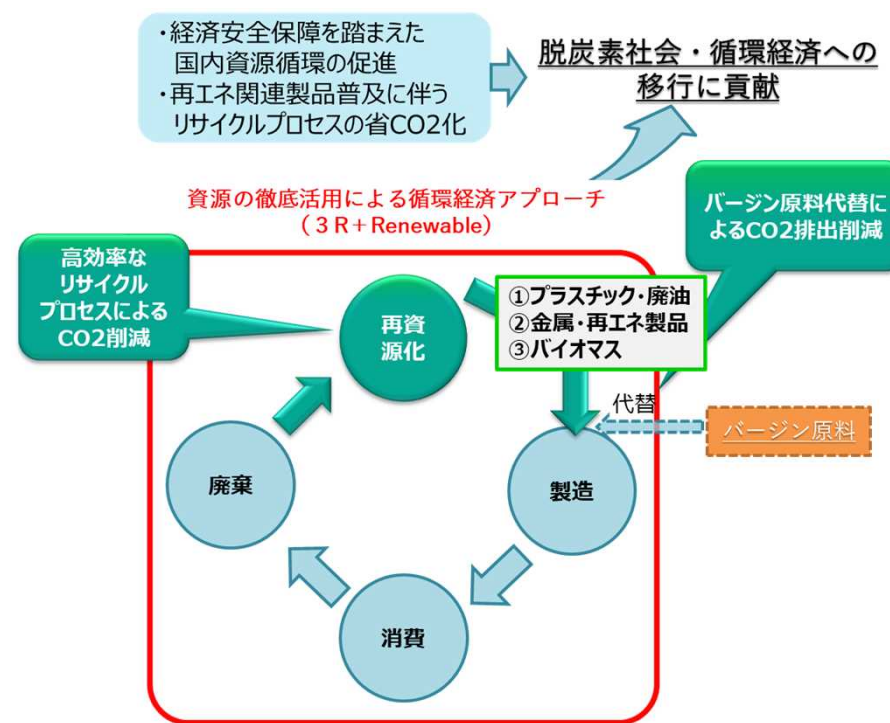 ・経済安全保障を踏まえた
国内資源循環の促進
・再エネ関連製品普及に伴う
リサイクルプロセスの省CO2化
脱炭素社会・循環経済への
移行に貢献
資源の徹底活用による循環経済アプローチ
(３R+Renewable)
バージン原料代替に
よるCO2排出削減
高効率な
リサイクル
プロセスによる
CO2削減
再資
源化
①プラスチック・廃油
②金属・再エネ製品
③バイオマス
代替
バージン原料
廃棄
製造
消費